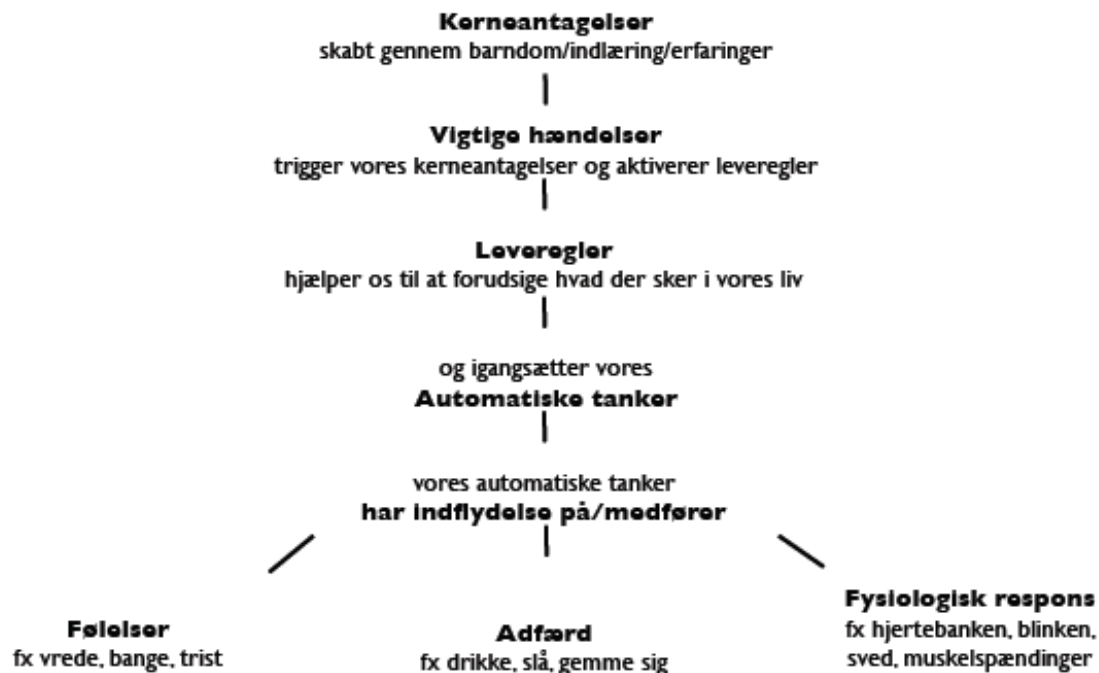 Kerneantagelser
skabt gennem barndom/indlæring/erfaringer
Vigtige hændelser
trigger vores kerneantagelser og aktiverer leveregler
Leveregler
hjælper os til at forudsige hvad der sker i vores liv
og igangsætter vores
Automatiske tanker
vores automatiske tanker
har indflydelse på/medfører
Følelser
fx vrede, bange, trist
Adfærd
fx drikke, slå, gemme sig
Fysiologisk respons
fx hjertebanken, blinken,
sved, muskelspændinger